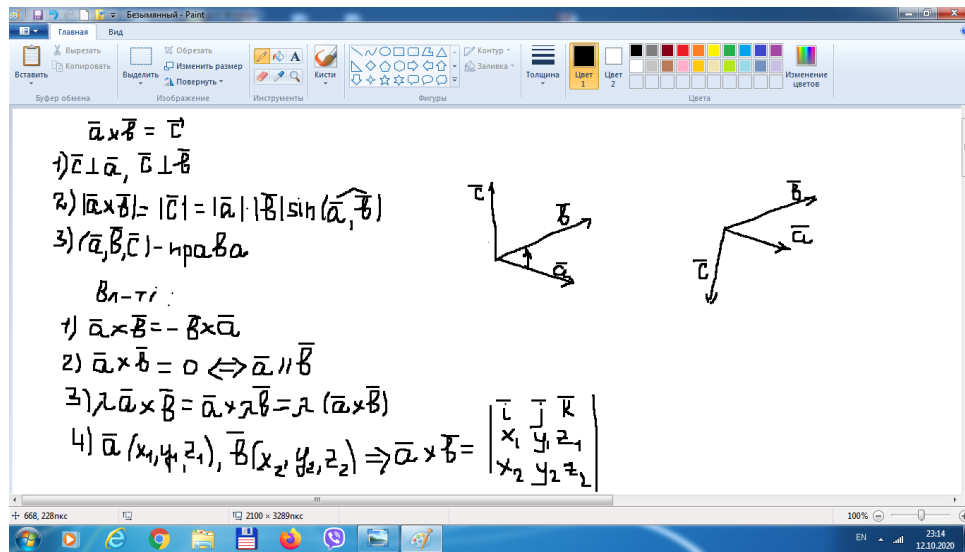 Безымянный - Paint
Главная Вид
Вставить
Вырезать
Копировать
Буфер обмена
Выделить
Обрезать
Изменить размер
Повернуть
Изображение
A
Инструменты
Кисти
Контур
Заливка
Фигуры
Толщина
Цвет 1
Цвет 2
Изменение цветов
Цвета
a̅ × b̅ = c̅
1) c̅ ⊥ a̅, c̅ ⊥ b̅
2) |a̅ × b̅| = |c̅| = |a̅|·|b̅| sin(a̅, b̅)
3) (a̅, b̅, c̅) - права
c̅ b̅ a̅
b̅ a̅ c̅
Вл-ті:
1) a̅ × b̅ = - b̅ × a̅
2) a̅ × b̅ = 0 ⟺ a̅ ∥ b̅
3) λa̅ × b̅ = a̅ × λb̅ = λ(a̅ × b̅)
4) a̅(x₁, y₁, z₁), b̅(x₂, y₂, z₂) ⇒ a̅ × b̅ =
| i̅ j̅ k̅ |
| x₁ y₁ z₁ |
| x₂ y₂ z₂ |
668, 228пкс
2100 × 3289пкс
100%
EN
23:14
12.10.2020